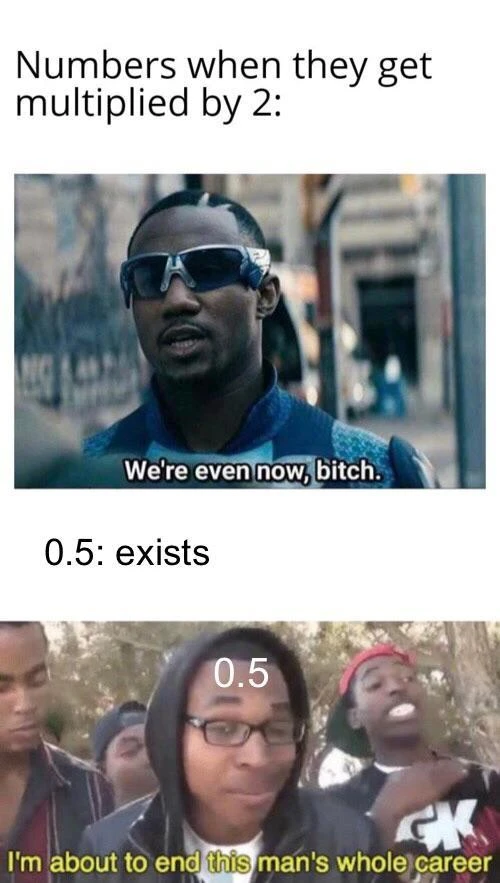 Numbers when they get
multiplied by 2:
We're even now, bitch.
0.5: exists
0.5
GK
I'm about to end this man's whole career